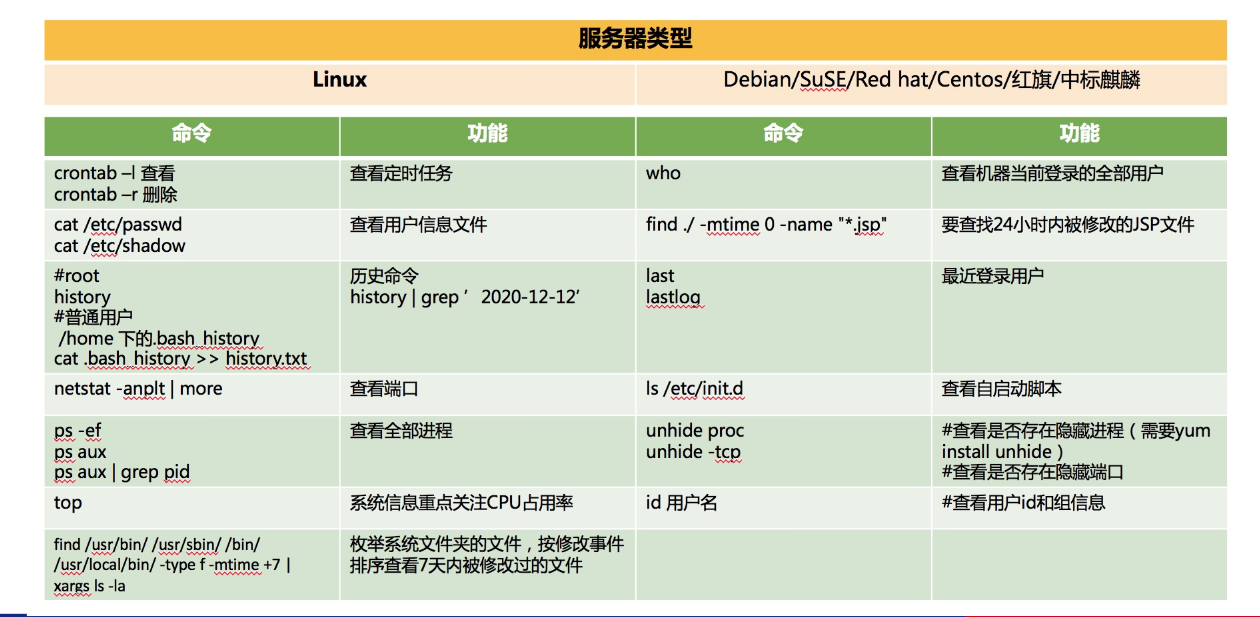 服务器类型
Linux
Debian/SuSE/Red hat/Centos/红旗/中标麒麟
命令
功能
命令
功能
crontab –l 查看
crontab –r 删除
查看定时任务
who
查看机器当前登录的全部用户
cat /etc/passwd
cat /etc/shadow
查看用户信息文件
find ./ -mtime 0 -name "*.jsp"
要查找24小时内被修改的JSP文件
#root
history
#普通用户
/home 下的.bash_history
cat .bash_history >> history.txt
历史命令
history | grep ’ 2020-12-12’
last
lastlog
最近登录用户
netstat -anplt | more
查看端口
ls /etc/init.d
查看自启动脚本
ps -ef
ps aux
ps aux | grep pid
查看全部进程
unhide proc
unhide -tcp
#查看是否存在隐藏进程（需要yum
install unhide）
#查看是否存在隐藏端口
top
系统信息重点关注CPU占用率
id 用户名
#查看用户id和组信息
find /usr/bin/ /usr/sbin/ /bin/
/usr/local/bin/ -type f -mtime +7 |
xargs ls -la
枚举系统文件夹的文件，按修改事件
排序查看7天内被修改过的文件